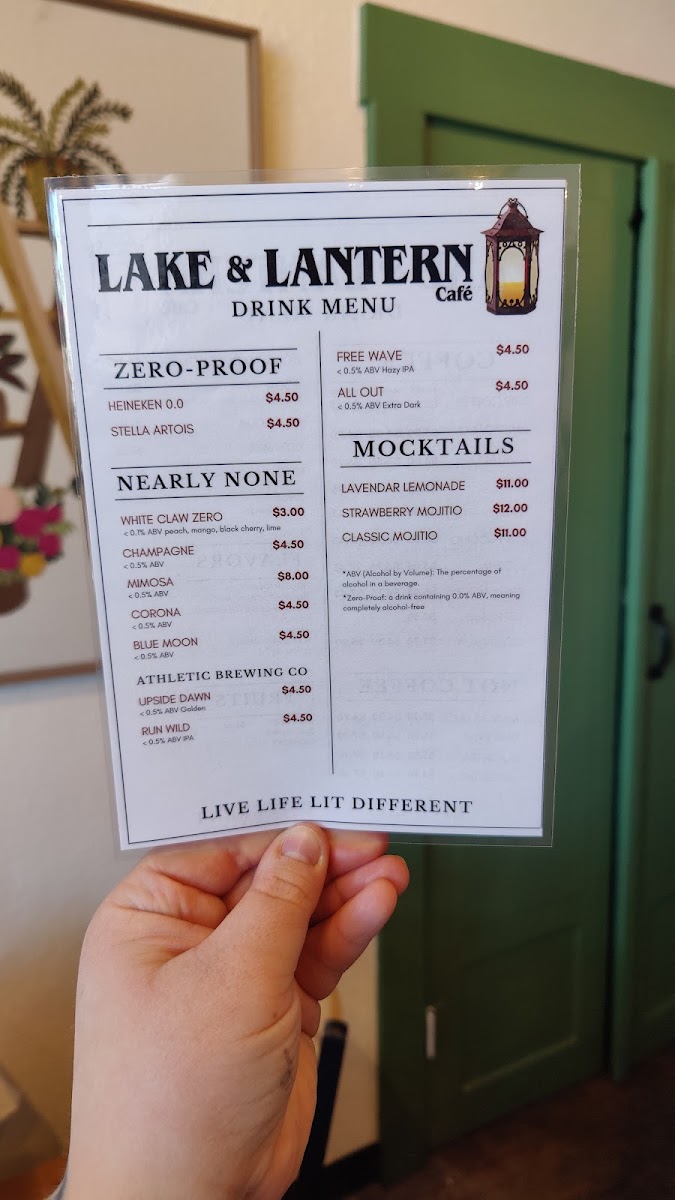 LAKE & LANTERN
Café
DRINK MENU
ZERO-PROOF
HEINEKEN 0.0 $4.50
STELLA ARTOIS $4.50
NEARLY NONE
WHITE CLAW ZERO $3.00
< 0.1% ABV peach, mango, black cherry, lime
CHAMPAGNE $4.50
< 0.5% ABV
MIMOSA $8.00
< 0.5% ABV
CORONA $4.50
< 0.5% ABV
BLUE MOON $4.50
< 0.5% ABV
ATHLETIC BREWING CO
UPSIDE DAWN $4.50
< 0.5% ABV Golden
RUN WILD $4.50
< 0.5% ABV IPA
FREE WAVE $4.50
< 0.5% ABV Hazy IPA
ALL OUT $4.50
< 0.5% ABV Extra Dark
MOCKTAILS
LAVENDAR LEMONADE $11.00
STRAWBERRY MOJITIO $12.00
CLASSIC MOJITIO $11.00
*ABV (Alcohol by Volume): The percentage of
alcohol in a beverage.
*Zero-Proof: a drink containing 0.0% ABV, meaning
completely alcohol-free
LIVE LIFE LIT DIFFERENT